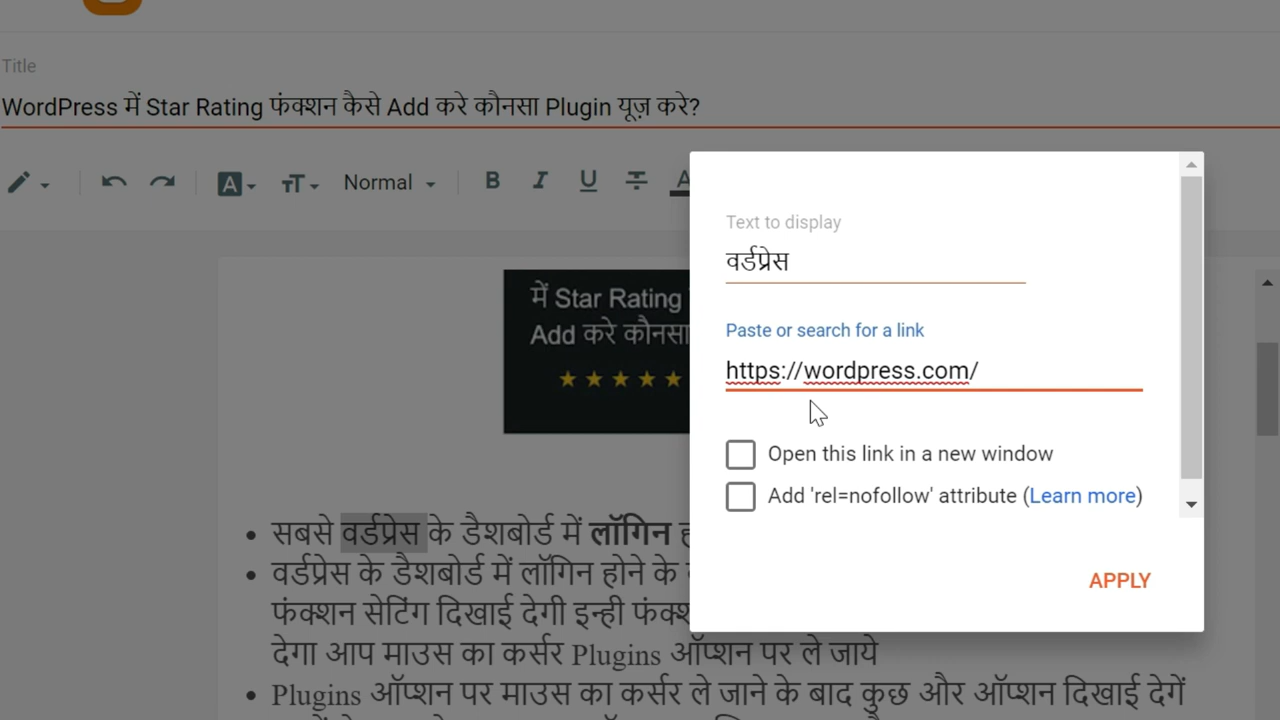 Title
WordPress में Star Rating फंक्शन कैसे Add करे कौनसा Plugin यूज़ करे?
Normal
B I U
में Star Rating
Add करे कौनसा
Text to display
वर्डप्रेस
Paste or search for a link
https://wordpress.com/
Open this link in a new window
Add 'rel=nofollow' attribute (Learn more)
APPLY
सबसे वर्डप्रेस के डैशबोर्ड में लॉगिन
वर्डप्रेस के डैशबोर्ड में लॉगिन होने के
फंक्शन सेटिंग दिखाई देगी इन्ही
देगा आप माउस का कर्सर Plugins ऑप्शन पर ले जाये
Plugins ऑप्शन पर माउस का कर्सर ले जाने के बाद कुछ और ऑप्शन दिखाई देगें